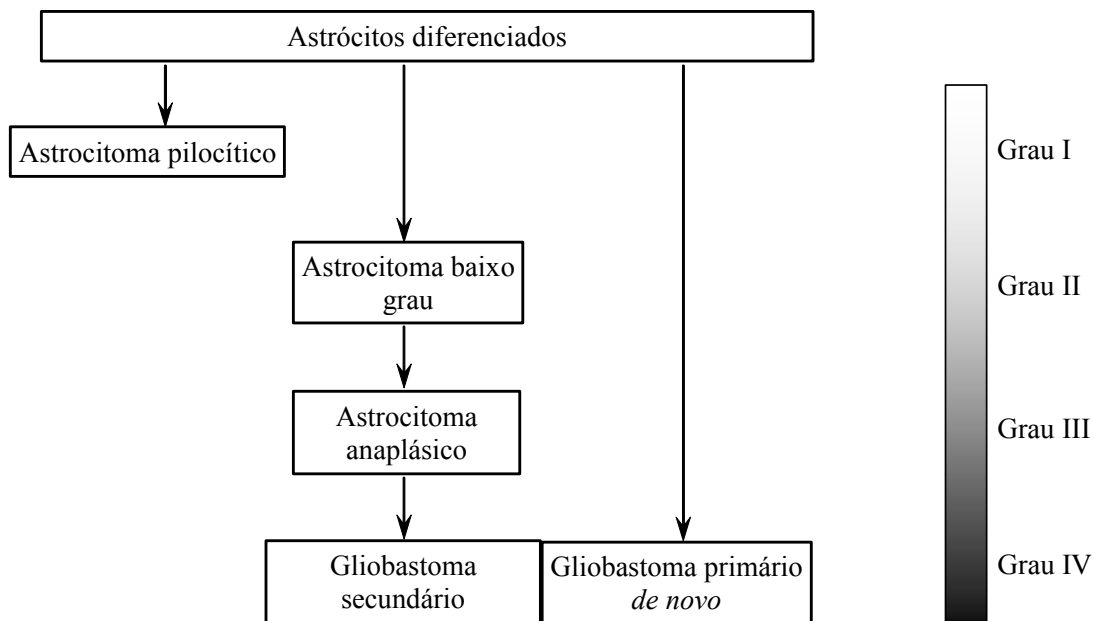 Astrócitos diferenciados
Astrocitoma pilocítico
Grau I
Astrocitoma baixo
grau
Grau II
Astrocitoma
anaplásico
Grau III
Gliobastoma
secundário
Gliobastoma primário
de novo
Grau IV